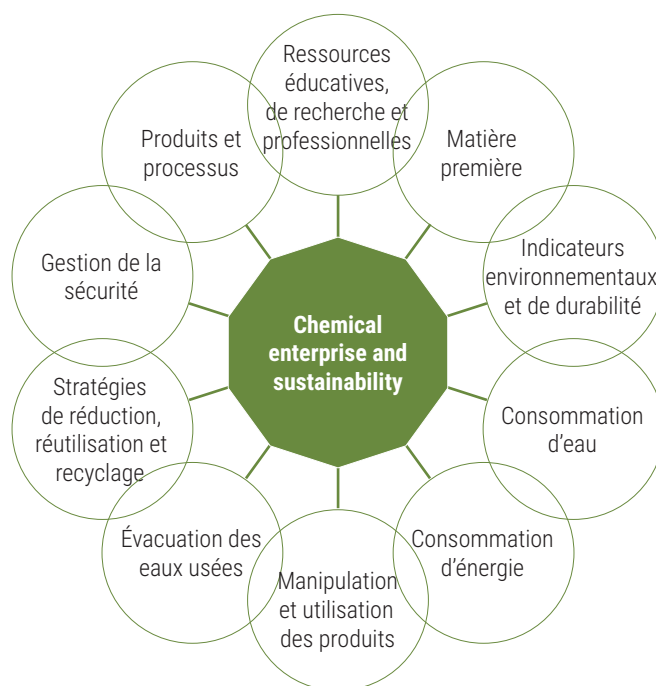 Ressources
éducatives,
de recherche et
professionnelles
Matière
première
Indicateurs
environnementaux
et de durabilité
Consommation
d'eau
Consommation
d'énergie
Manipulation
et utilisation
des produits
Évacuation des
eaux usées
Stratégies
de réduction,
réutilisation et
recyclage
Gestion de la
sécurité
Produits et
processus
Chemical
enterprise and
sustainability